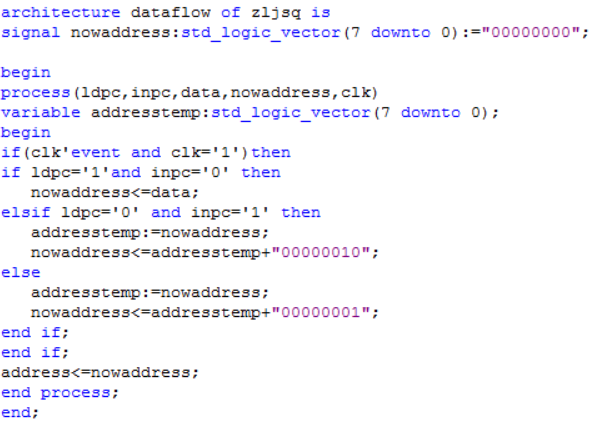 architecture dataflow of zljsq is
signal nowaddress:std_logic_vector(7 downto 0):="00000000";
begin
process(ldpc,inpc,data,nowaddress,clk)
variable addresstemp:std_logic_vector(7 downto 0);
begin
if(clk'event and clk='1')then
if ldpc='1'and inpc='0' then
nowaddress<=data;
elsif ldpc='0' and inpc='1' then
addresstemp:=nowaddress;
nowaddress<=addresstemp+"00000010";
else
addresstemp:=nowaddress;
nowaddress<=addresstemp+"00000001";
end if;
end if;
address<=nowaddress;
end process;
end;